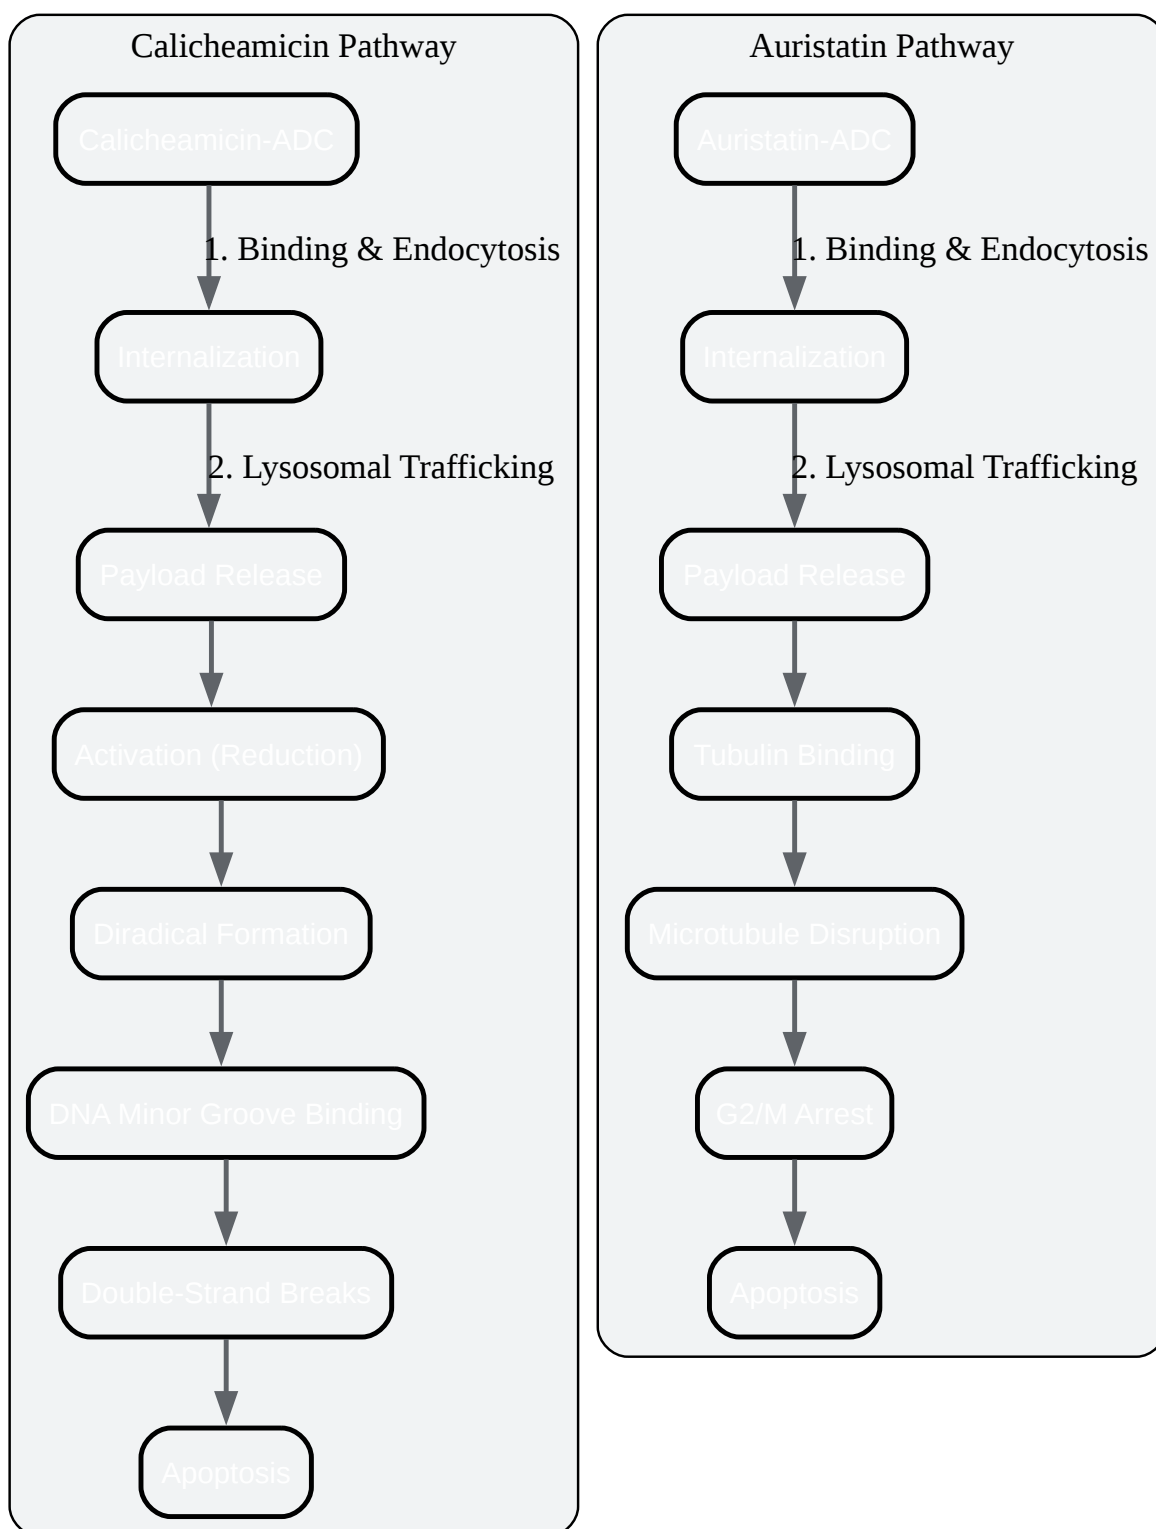 Calicheamicin Pathway
Calicheamicin-ADC
1. Binding & Endocytosis
Internalization
2. Lysosomal Trafficking
Payload Release
Activation (Reduction)
Diradical Formation
DNA Minor Groove Binding
Double-Strand Breaks
Apoptosis
Auristatin Pathway
Auristatin-ADC
1. Binding & Endocytosis
Internalization
2. Lysosomal Trafficking
Payload Release
Tubulin Binding
Microtubule Disruption
G2/M Arrest
Apoptosis